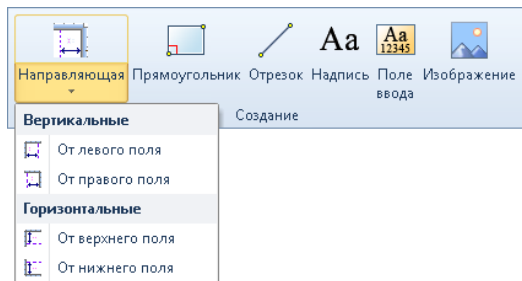 Aa
Aa
12345
Направляющая Прямоугольник Отрезок Надпись Поле ввода Изображение
Создание
Вертикальные
От левого поля
От правого поля
Горизонтальные
От верхнего поля
От нижнего поля